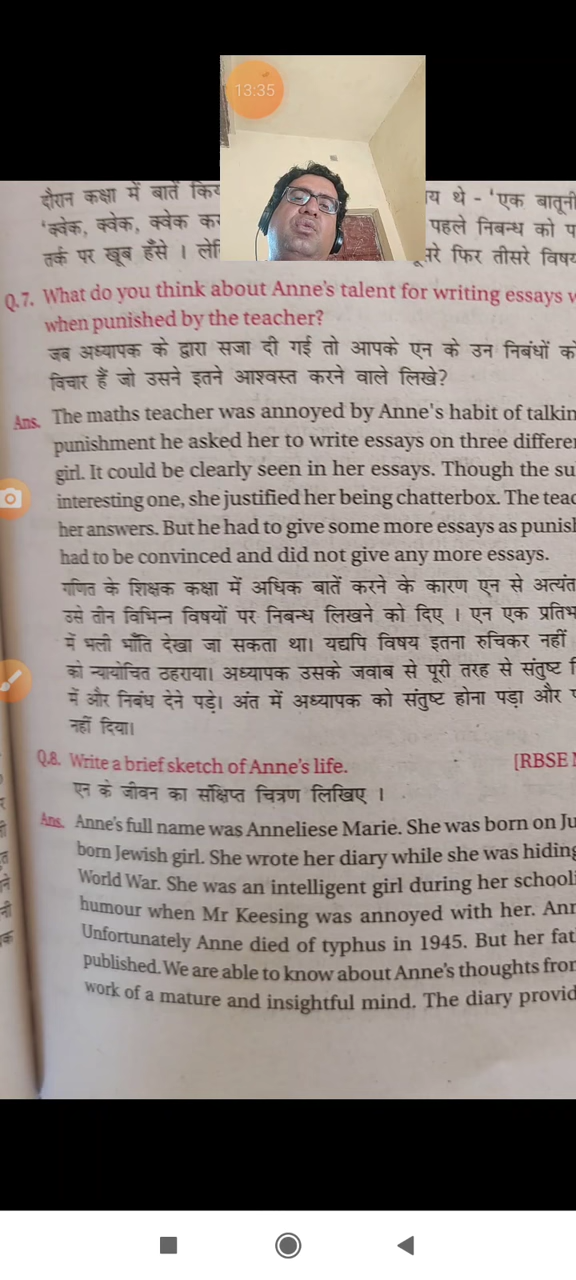 13:35
दौरान कक्षा में बातें किय
य थे - 'एक बातूनी
'क्वेक, क्वेक, क्वेक कर
पहले निबन्ध को प
तर्क पर खूब हँसे । लेि
सरे फिर तीसरे विषय
Q.7. What do you think about Anne's talent for writing essays w
when punished by the teacher?
जब अध्यापक के द्वारा सजा दी गई तो आपके एन के उन निबंधों को
विचार हैं जो उसने इतने आश्वस्त करने वाले लिखे?
Ans. The maths teacher was annoyed by Anne's habit of talkin
punishment he asked her to write essays on three differe
girl. It could be clearly seen in her essays. Though the su
interesting one, she justified her being chatterbox. The teac
her answers. But he had to give some more essays as punish
had to be convinced and did not give any more essays.
गणित के शिक्षक कक्षा में अधिक बातें करने के कारण एन से अत्यंत
उसे तीन विभिन्न विषयों पर निबन्ध लिखने को दिए । एन एक प्रतिभ
में भली भाँति देखा जा सकता था। यद्यपि विषय इतना रुचिकर नहीं
को न्यायोचित ठहराया। अध्यापक उसके जवाब से पूरी तरह से संतुष्ट
में और निबंध देने पड़े। अंत में अध्यापक को संतुष्ट होना पड़ा और
नहीं दिया।
Q.8. Write a brief sketch of Anne's life. [RBSE
एन के जीवन का संक्षिप्त चित्रण लिखिए ।
Ans. Anne's full name was Anneliese Marie. She was born on Ju
born Jewish girl. She wrote her diary while she was hiding
World War. She was an intelligent girl during her schooli
humour when Mr Keesing was annoyed with her. Ann
Unfortunately Anne died of typhus in 1945. But her fat
published. We are able to know about Anne's thoughts from
work of a mature and insightful mind. The diary provid